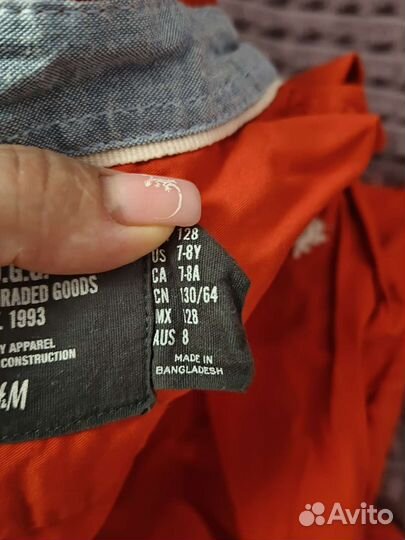 128
US 7-8Y
CA 7-8A
CN 130/64
MX 128
AUS 8
MADE IN
BANGLADESH
.G.
RADED GOODS
. 1993
Y APPAREL
CONSTRUCTION
Avito